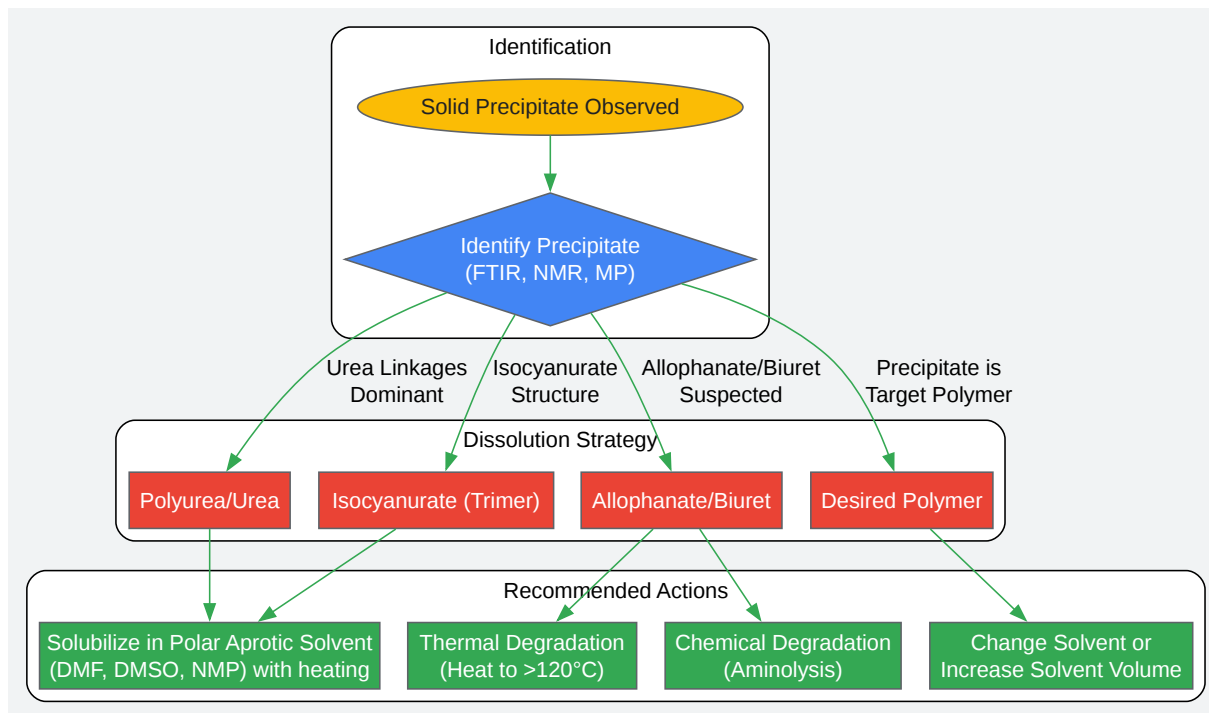 Identification
Solid Precipitate Observed
Identify Precipitate
(FTIR, NMR, MP)
Urea Linkages
Dominant
Isocyanurate
Structure
Allophanate/Biuret
Suspected
Precipitate is
Target Polymer
Dissolution Strategy
Polyurea/Urea
Isocyanurate (Trimer)
Allophanate/Biuret
Desired Polymer
Recommended Actions
Solubilize in Polar Aprotic Solvent
(DMF, DMSO, NMP) with heating
Thermal Degradation
(Heat to >120°C)
Chemical Degradation
(Aminolysis)
Change Solvent or
Increase Solvent Volume